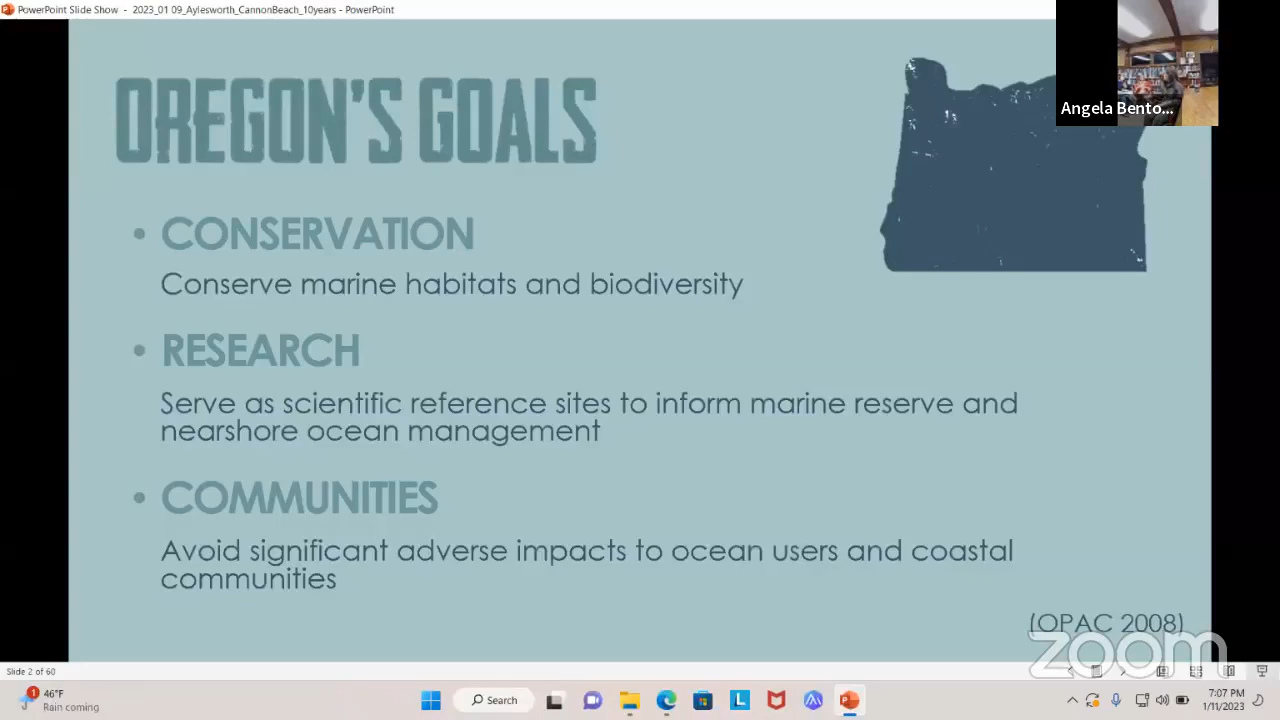 PowerPoint Slide Show - 2023_01 09_Aylesworth_CannonBeach_10years - PowerPoint
Angela Bento...
OREGON'S GOALS
• CONSERVATION
Conserve marine habitats and biodiversity
• RESEARCH
Serve as scientific reference sites to inform marine reserve and
nearshore ocean management
• COMMUNITIES
Avoid significant adverse impacts to ocean users and coastal
communities
(OPAC 2008)
zoom
Slide 2 of 60
1
46°F
Rain coming
Search
L
P
7:07 PM
1/11/2023